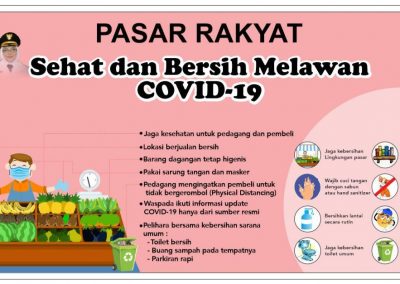 PASAR RAKYAT
Sehat dan Bersih Melawan
COVID-19
• Jaga kesehatan untuk pedagang dan pembeli
• Lokasi berjualan bersih
• Barang dagangan tetap higenis
• Pakai sarung tangan dan masker
• Pedagang mengingatkan pembeli untuk
tidak bergerombol (Physical Distancing)
• Waspada ikuti informasi update
COVID-19 hanya dari sumber resmi
• Pelihara bersama kebersihan sarana
umum :
- Toilet bersih
- Buang sampah pada tempatnya
- Parkiran rapi
Jaga kebersihan
Lingkungan pasar
Wajib cuci tangan
dengan sabun
atau hand sanitizer
Bersihkan lantai
secara rutin
Jaga kebersihan
toilet umum